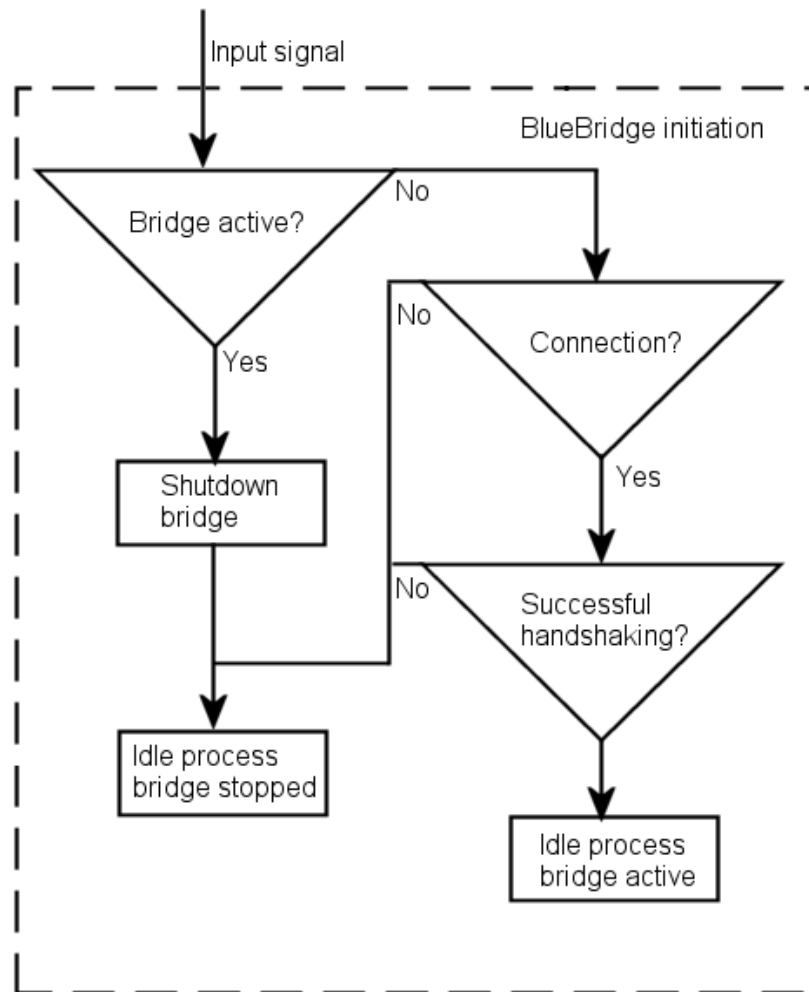 Input signal
BlueBridge initiation
Bridge active?
No
Connection?
No
Yes
Yes
Shutdown
bridge
No
Successful
handshaking?
Idle process
bridge stopped
Idle process
bridge active